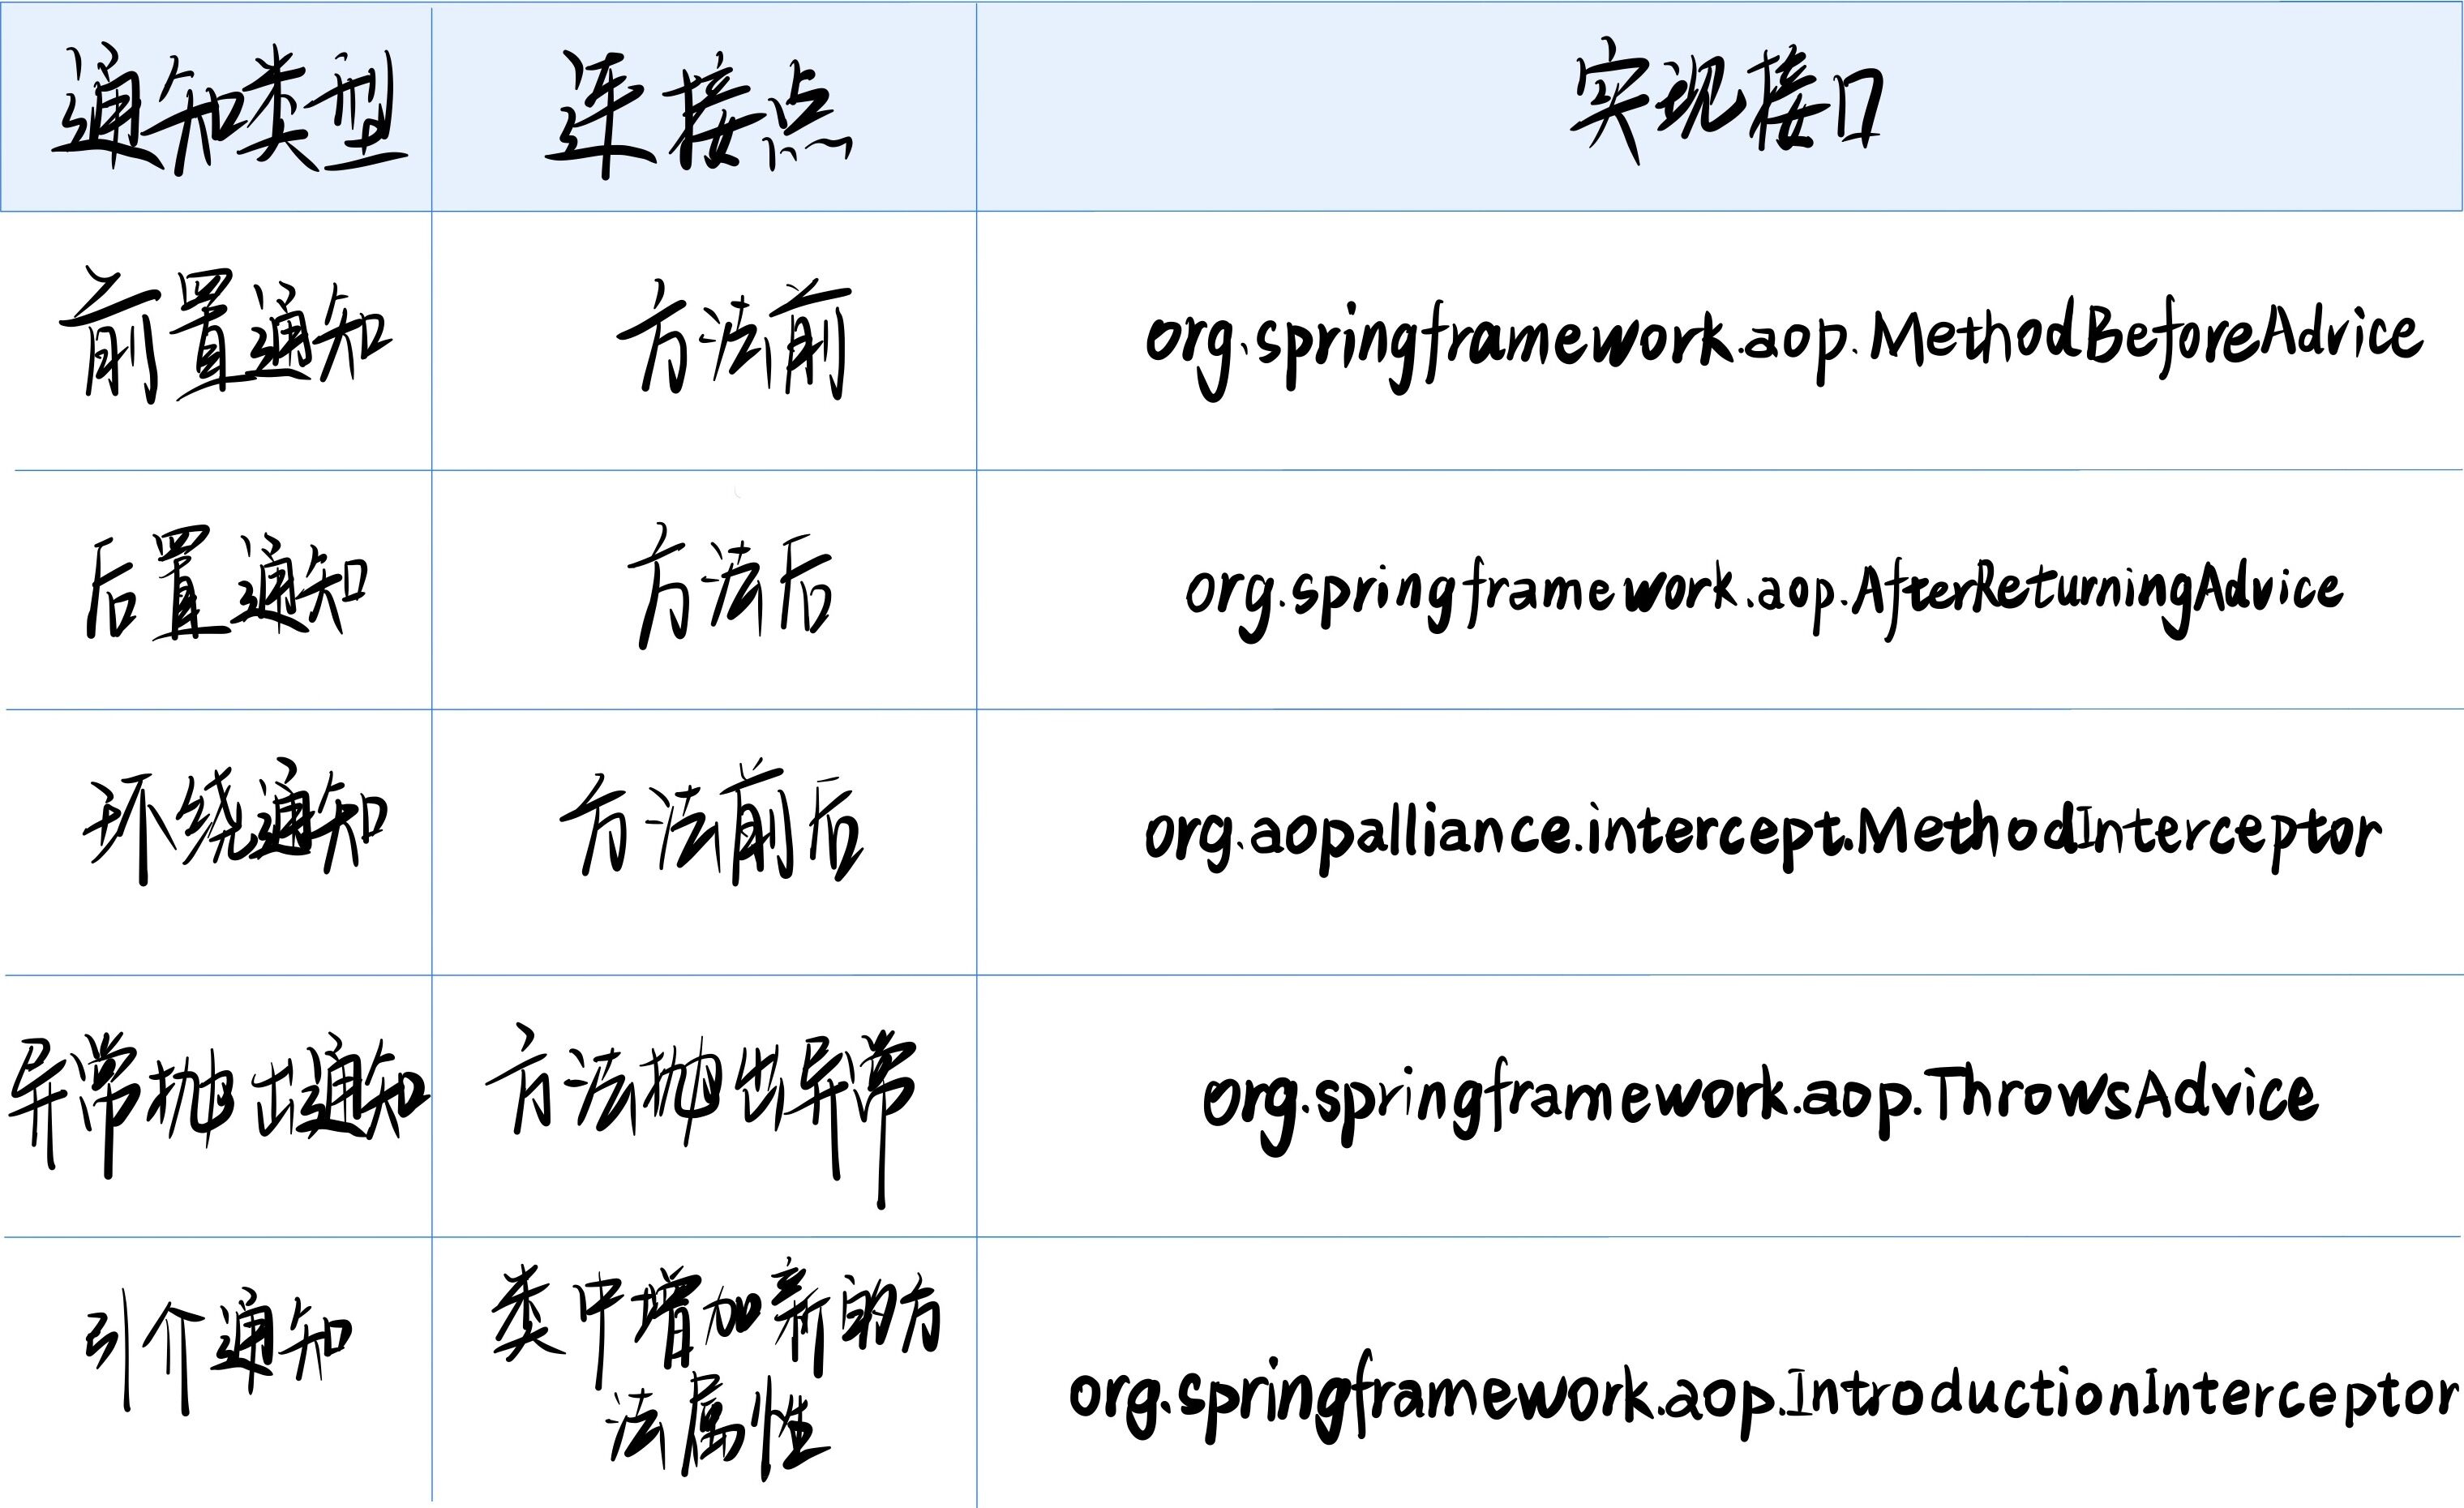 通知类型 连接点 实现接口
前置通知 方法前 org.springframework.aop.MethodBeforeAdvice
后置通知 方法后 org.springframework.aop.AfterReturningAdvice
环绕通知 方法前后 org.aopalliance.intercept.MethodInterceptor
异常抛出通知 方法抛出异常 org.springframework.aop.ThrowsAdvice
引介通知 类中增加新的方
法属性 org.springframework.aop.IntroductionInterceptor